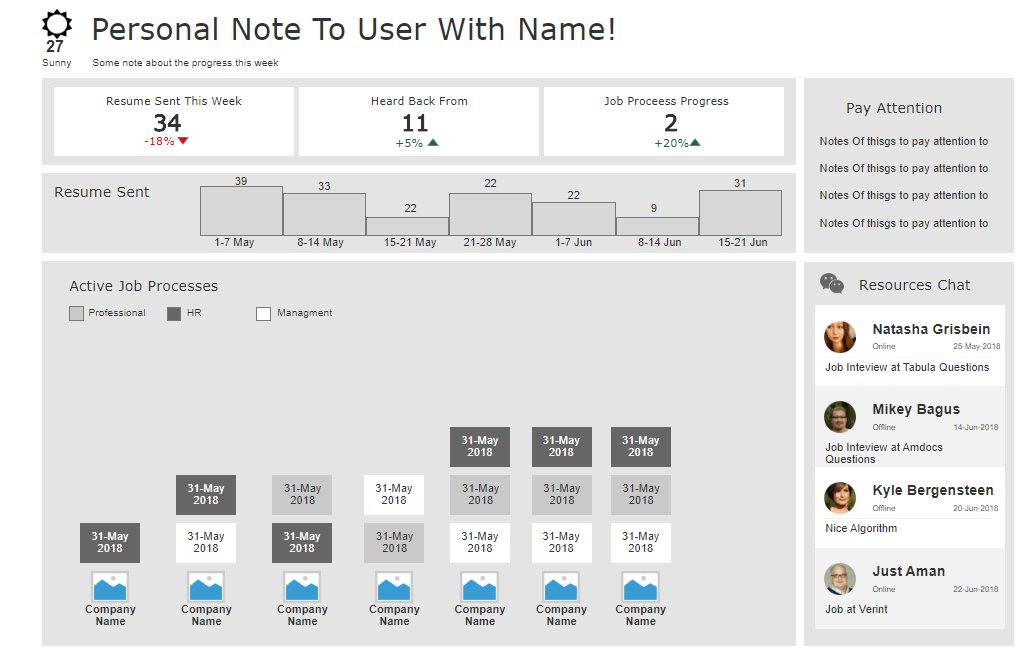 Personal Note To User With Name!
27
Sunny
Some note about the progress this week
Resume Sent This Week
34
-18%
Heard Back From
11
+5%
Job Proceess Progress
2
+20%
Pay Attention
Notes Of thisgs to pay attention to
Notes Of thisgs to pay attention to
Notes Of thisgs to pay attention to
Notes Of thisgs to pay attention to
Resume Sent
39
33
22
22
22
9
31
1-7 May
8-14 May
15-21 May
21-28 May
1-7 Jun
8-14 Jun
15-21 Jun
Active Job Processes
Professional
HR
Managment
31-May
2018
31-May
2018
31-May
2018
31-May
2018
31-May
2018
31-May
2018
31-May
2018
31-May
2018
31-May
2018
31-May
2018
31-May
2018
31-May
2018
31-May
2018
31-May
2018
31-May
2018
31-May
2018
Company
Name
Company
Name
Company
Name
Company
Name
Company
Name
Company
Name
Company
Name
Resources Chat
Natasha Grisbein
Online
25-May-2018
Job Inteview at Tabula Questions
Mikey Bagus
Offline
14-Jun-2018
Job Inteview at Amdocs
Questions
Kyle Bergensteen
Offline
20-Jun-2018
Nice Algorithm
Just Aman
Online
22-Jun-2018
Job at Verint